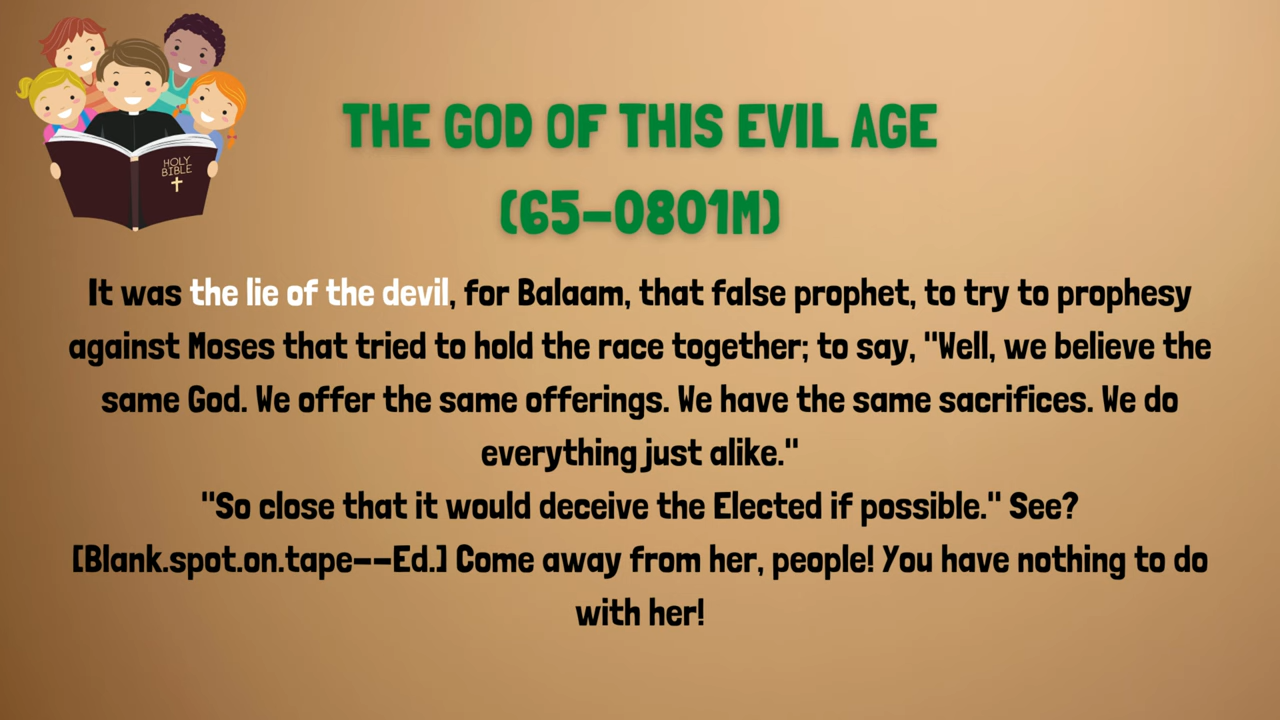 HOLY
BIBLE
THE GOD OF THIS EVIL AGE
(65-0801M)
It was the lie of the devil, for Balaam, that false prophet, to try to prophesy
against Moses that tried to hold the race together; to say, "Well, we believe the
same God. We offer the same offerings. We have the same sacrifices. We do
everything just alike."
"So close that it would deceive the Elected if possible." See?
[Blank.spot.on.tape--Ed.] Come away from her, people! You have nothing to do
with her!